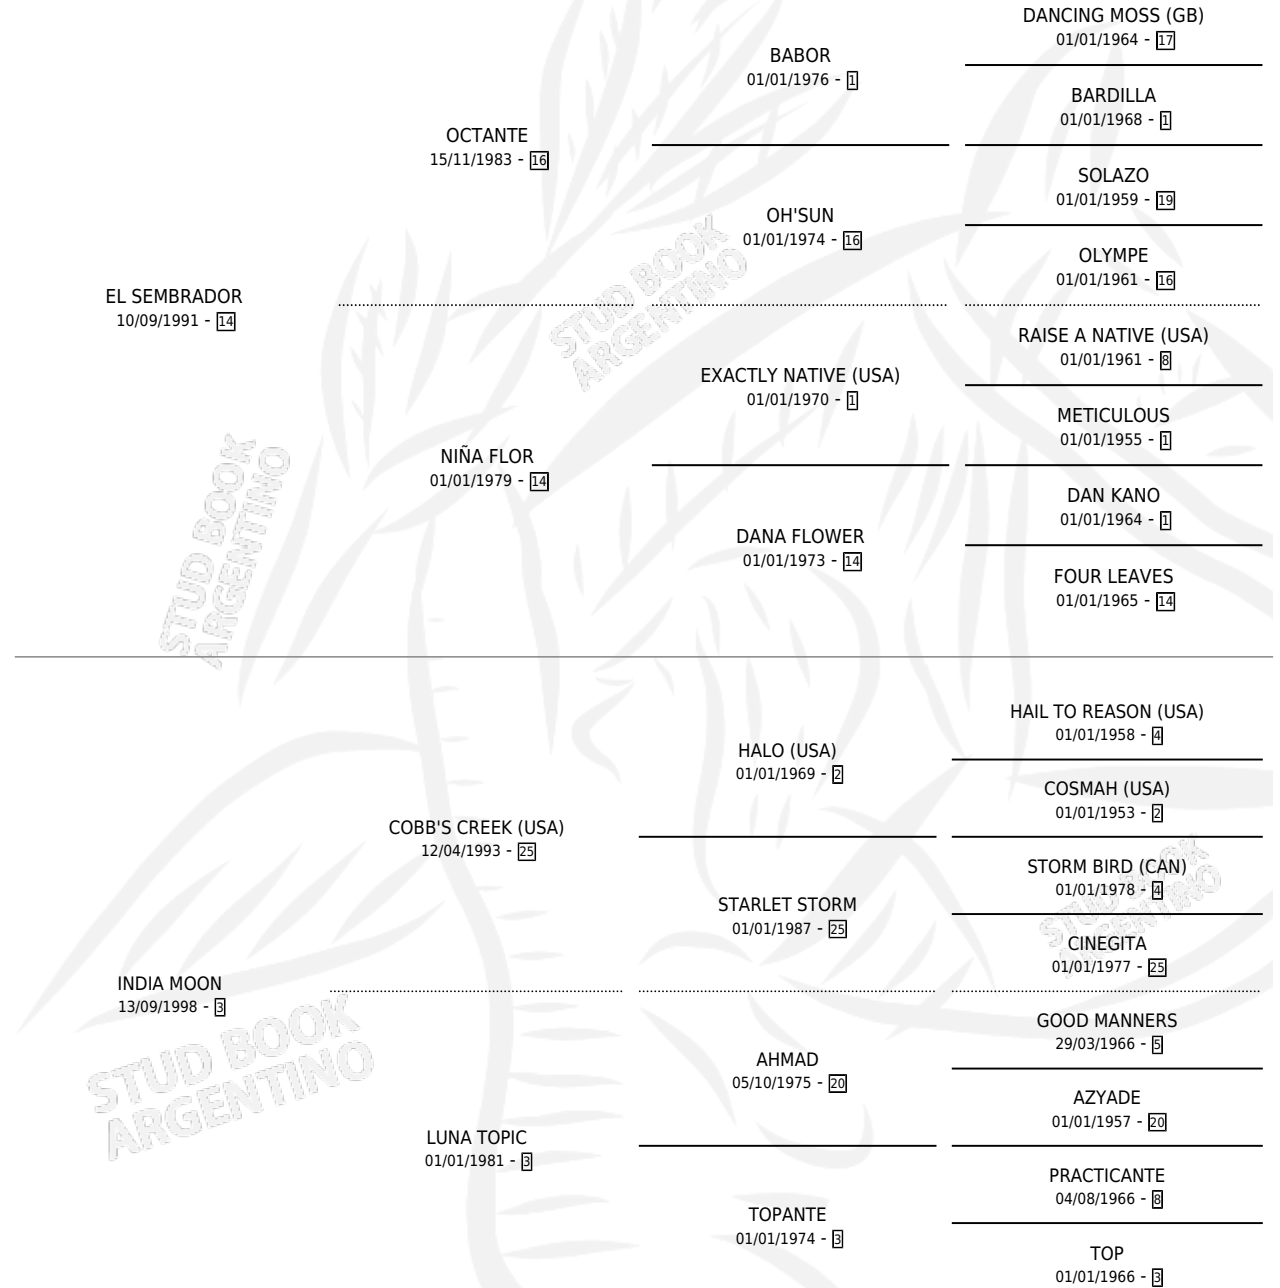 DANCING MOSS (GB)
01/01/1964 - 17
BABOR
01/01/1976 - 1
BARDILLA
01/01/1968 - 1
OCTANTE
15/11/1983 - 16
SOLAZO
01/01/1959 - 19
OH'SUN
01/01/1974 - 16
OLYMPE
01/01/1961 - 16
EL SEMBRADOR
10/09/1991 - 14
RAISE A NATIVE (USA)
01/01/1961 - 8
EXACTLY NATIVE (USA)
01/01/1970 - 1
METICULOUS
01/01/1955 - 1
NIÑA FLOR
01/01/1979 - 14
DAN KANO
01/01/1964 - 1
DANA FLOWER
01/01/1973 - 14
FOUR LEAVES
01/01/1965 - 14
STUD BOOK
ARGENTINO
STUD BOOK
ARGENTINO
HAIL TO REASON (USA)
01/01/1958 - 4
HALO (USA)
01/01/1969 - 2
COSMAH (USA)
01/01/1953 - 2
COBB'S CREEK (USA)
12/04/1993 - 25
STORM BIRD (CAN)
01/01/1978 - 4
STARLET STORM
01/01/1987 - 25
CINEGITA
01/01/1977 - 25
INDIA MOON
13/09/1998 - 3
GOOD MANNERS
29/03/1966 - 5
AHMAD
05/10/1975 - 20
AZYADE
01/01/1957 - 20
LUNA TOPIC
01/01/1981 - 3
PRACTICANTE
04/08/1966 - 8
TOPANTE
01/01/1974 - 3
TOP
01/01/1966 - 3
STUD BOOK
ARGENTINO
STUD BOOK
ARGENTINO